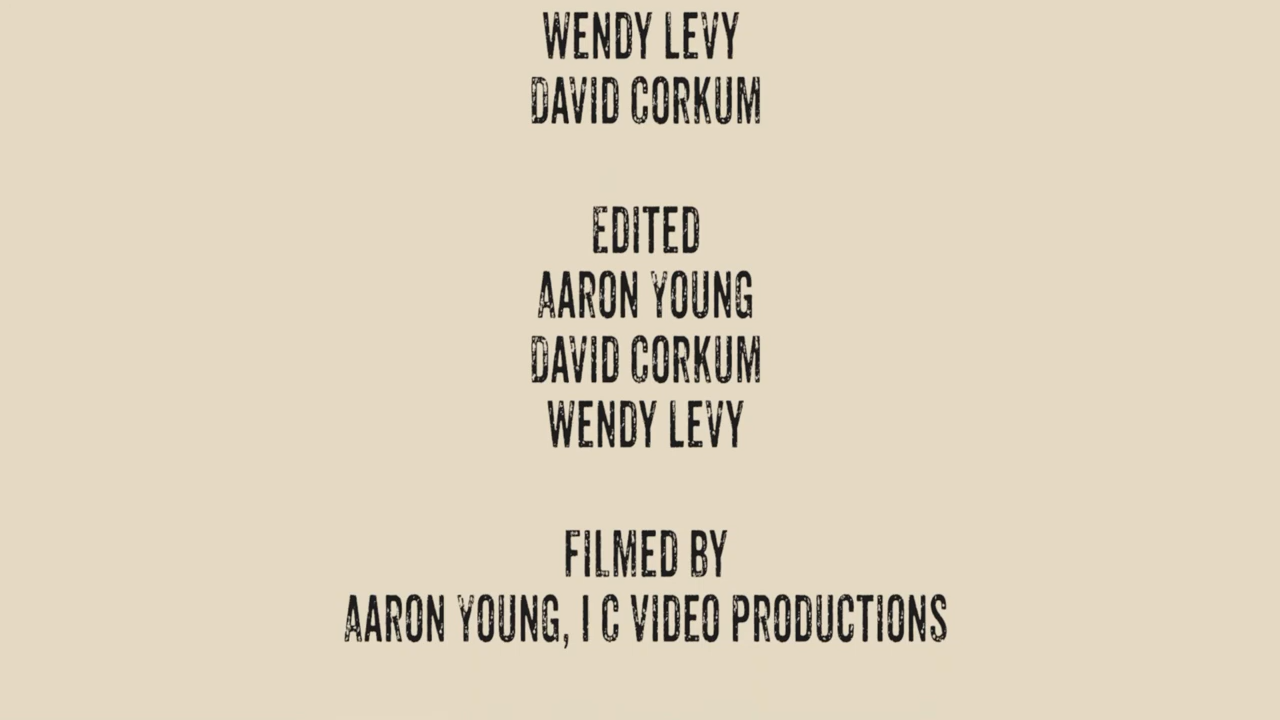 WENDY LEVY
DAVID CORKUM
EDITED
AARON YOUNG
DAVID CORKUM
WENDY LEVY
FILMED BY
AARON YOUNG, I C VIDEO PRODUCTIONS